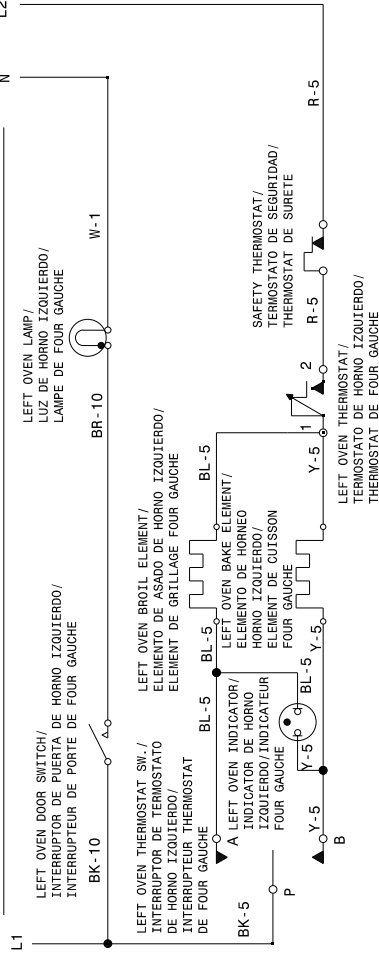 L1
N
L2
LEFT OVEN DOOR SWITCH/
INTERRUPTOR DE PUERTA DE HORNO IZQUIERDO/
INTERRUPTEUR DE PORTE DE FOUR GAUCHE
BK-10
LEFT OVEN LAMP/
LUZ DE HORNO IZQUIERDO/
LAMPE DE FOUR GAUCHE
BR-10
W-1
LEFT OVEN THERMOSTAT SW./
INTERRUPTOR DE TERMOSTATO
DE HORNO IZQUIERDO/
INTERRUPTEUR THERMOSTAT
DE FOUR GAUCHE
BK-5
P
A
B
LEFT OVEN BROIL ELEMENT/
ELEMENTO DE ASADO DE HORNO IZQUIERDO/
ELEMENT DE GRILLAGE FOUR GAUCHE
BL-5
BL-5
BL-5
LEFT OVEN INDICATOR/
INDICATOR DE HORNO
IZQUIERDO/INDICATEUR
FOUR GAUCHE
BL-5
Y-5
Y-5
LEFT OVEN BAKE ELEMENT/
ELEMENTO DE HORNEO
HORNO IZQUIERDO/
ELEMENT DE CUISSON
FOUR GAUCHE
Y-5
Y-5
1
2
LEFT OVEN THERMOSTAT/
TERMOSTATO DE HORNO IZQUIERDO/
THERMOSTAT DE FOUR GAUCHE
SAFETY THERMOSTAT/
TERMOSTATO DE SEGURIDAD/
THERMOSTAT DE SURETE
R-5
R-5